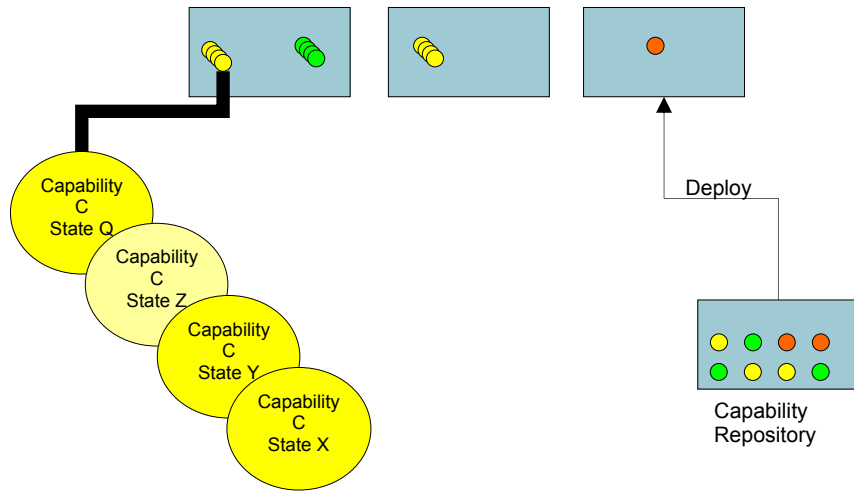 Deploy
Capability
C
State Q
Capability
C
State Z
Capability
C
State Y
Capability
C
State X
Capability
Repository